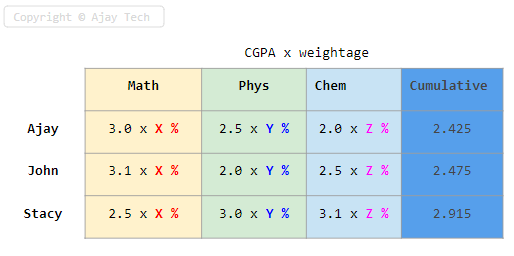 Copyright © Ajay Tech
CGPA x weightage
Math Phys Chem Cumulative
Ajay 3.0 x X % 2.5 x Y % 2.0 x Z % 2.425
John 3.1 x X % 2.0 x Y % 2.5 x Z % 2.475
Stacy 2.5 x X % 3.0 x Y % 3.1 x Z % 2.915